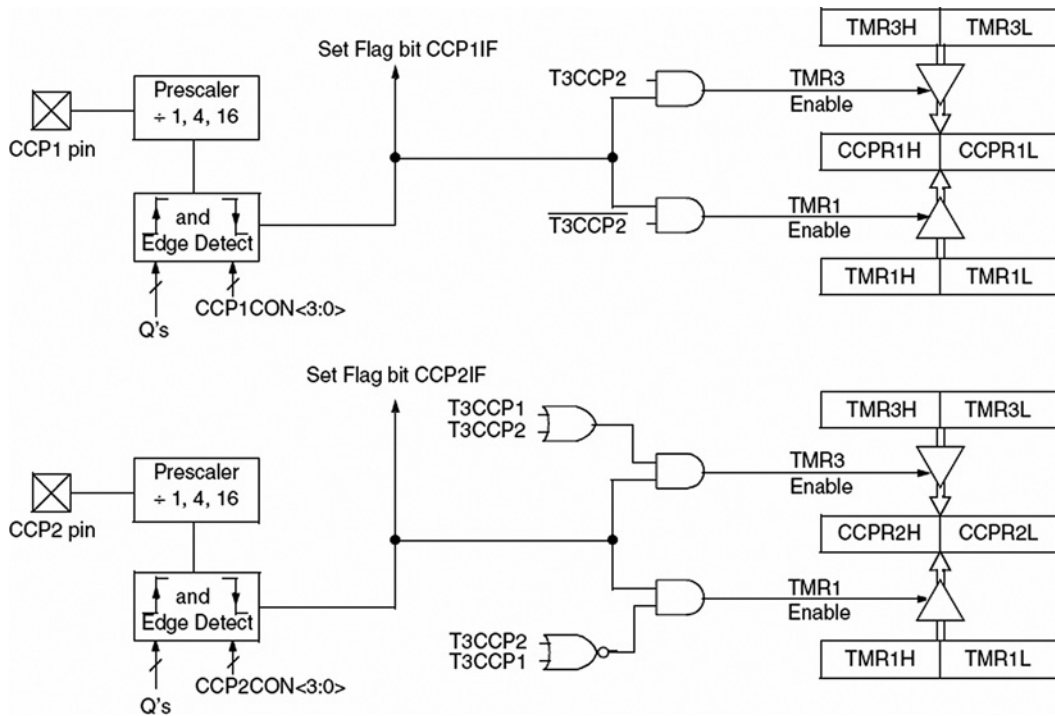 TMR3H TMR3L
Set Flag bit CCP1IF
Prescaler
÷ 1, 4, 16
T3CCP2
TMR3
Enable
CCP1 pin
CCPR1H CCPR1L
and
Edge Detect
T3CCP2
TMR1
Enable
CCP1CON<3:0>
Q's
TMR1H TMR1L
Set Flag bit CCP2IF
TMR3H TMR3L
T3CCP1
T3CCP2
Prescaler
÷ 1, 4, 16
TMR3
Enable
CCP2 pin
CCPR2H CCPR2L
and
Edge Detect
TMR1
Enable
T3CCP2
T3CCP1
TMR1H TMR1L
CCP2CON<3:0>
Q's